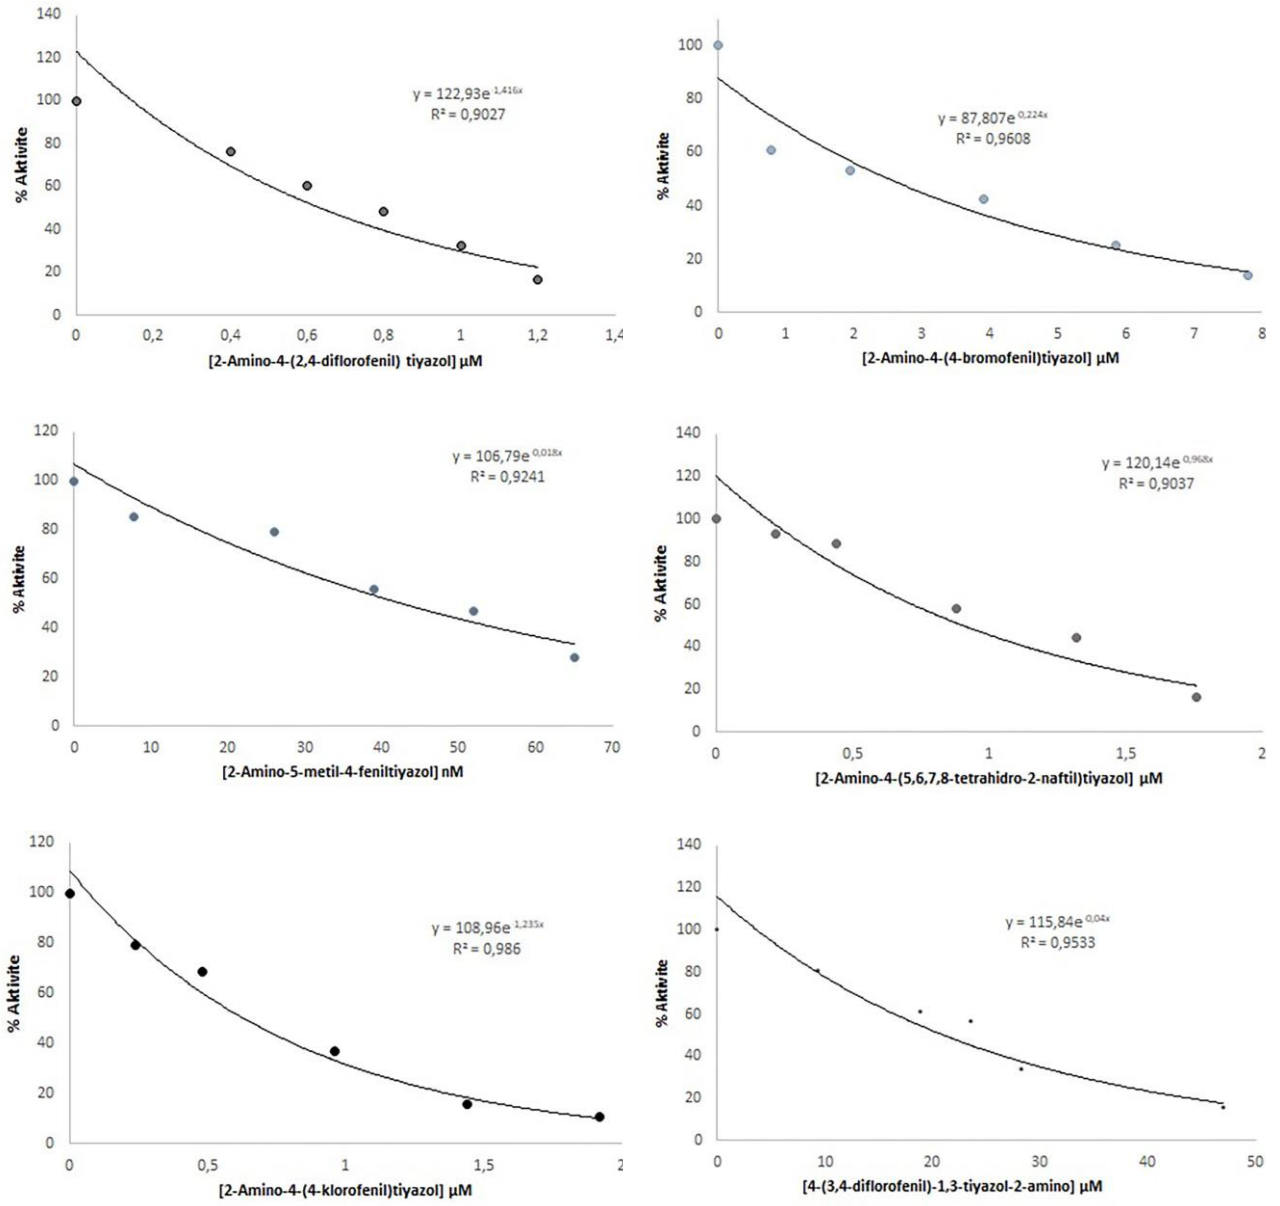 140
120
100
80
60
40
20
0
% Aktivite
y = 122,93e-1,416x
R² = 0,9027
0 0,2 0,4 0,6 0,8 1 1,2 1,4
[2-Amino-4-(2,4-diflorofenil) tiyazol] µM
100
80
60
40
20
0
% Aktivite
y = 87,807e-0,224x
R² = 0,9608
0 1 2 3 4 5 6 7 8
[2-Amino-4-(4-bromofenil)tiyazol] µM
120
100
80
60
40
20
0
% Aktivite
y = 106,79e-0,018x
R² = 0,9241
0 10 20 30 40 50 60 70
[2-Amino-5-metil-4-feniltiyazol] nM
140
120
100
80
60
40
20
0
% Aktivite
y = 120,14e-0,968x
R² = 0,9037
0 0,5 1 1,5 2
[2-Amino-4-(5,6,7,8-tetrahidro-2-naftil)tiyazol] µM
120
100
80
60
40
20
0
% Aktivite
y = 108,96e-1,235x
R² = 0,986
0 0,5 1 1,5 2
[2-Amino-4-(4-klorofenil)tiyazol] µM
140
120
100
80
60
40
20
0
% Aktivite
y = 115,84e-0,04x
R² = 0,9533
0 10 20 30 40 50
[4-(3,4-diflorofenil)-1,3-tiyazol-2-amino] µM